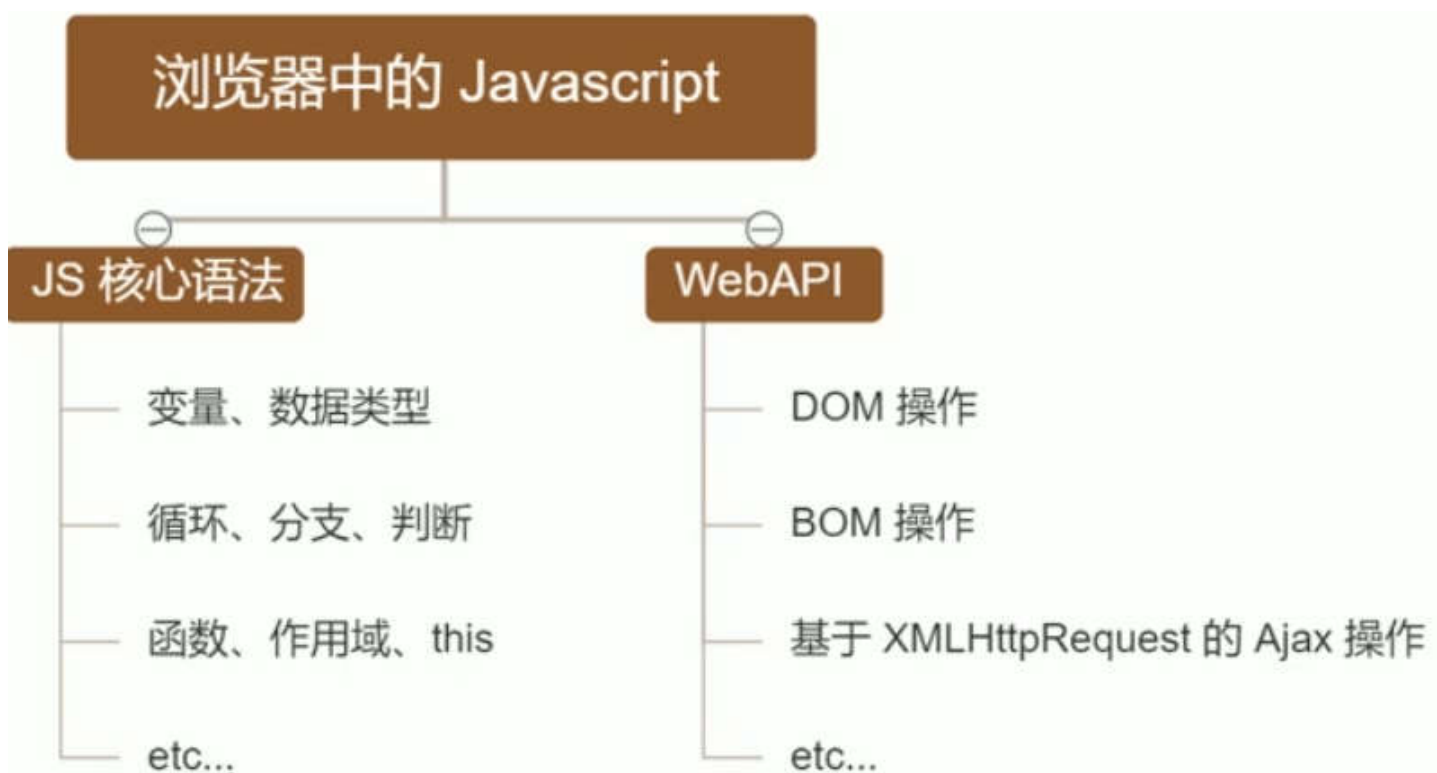 浏览器中的 Javascript
JS 核心语法
变量、数据类型
循环、分支、判断
函数、作用域、this
etc...
WebAPI
DOM 操作
BOM 操作
基于 XMLHttpRequest 的 Ajax 操作
etc...